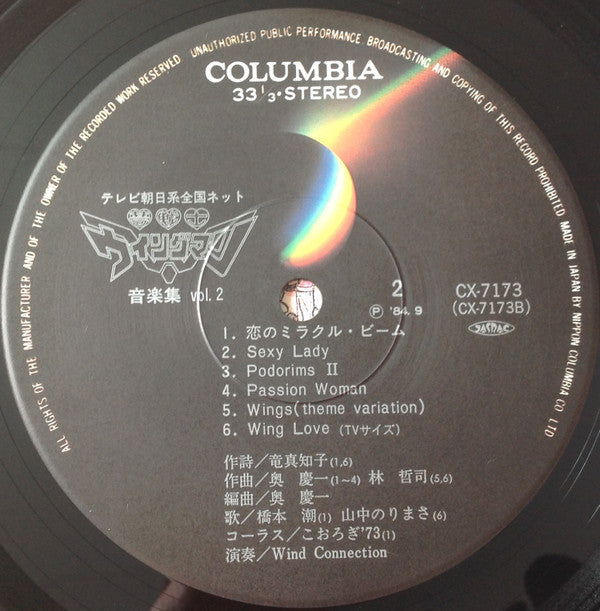 ALL RIGHTS OF THE MANUFACTURER AND OF THE OWNER OF THE RECORDED WORK RESERVED UNAUTHORIZED PUBLIC PERFORMANCE, BROADCASTING AND COPYING OF THIS RECORD PROHIBITED MADE IN JAPAN BY NIPPON COLUMBIA CO LTD
COLUMBIA
33 1/3・STEREO
テレビ朝日系全国ネット
夢戦士
ウイングマン
音楽集 vol.2
2
Ⓟ '84.9
CX-7173
(CX-7173B)
JASRAC
1. 恋のミラクル・ビーム
2. Sexy Lady
3. Podorims II
4. Passion Woman
5. Wings(theme variation)
6. Wing Love (TVサイズ)
作詩/竜真知子(1,6)
作曲/奥 慶一(1~4) 林 哲司(5,6)
編曲/奥 慶一
歌/橋本 潮(1) 山中のりまさ(6)
コーラス/こおろぎ'73(1)
演奏/Wind Connection